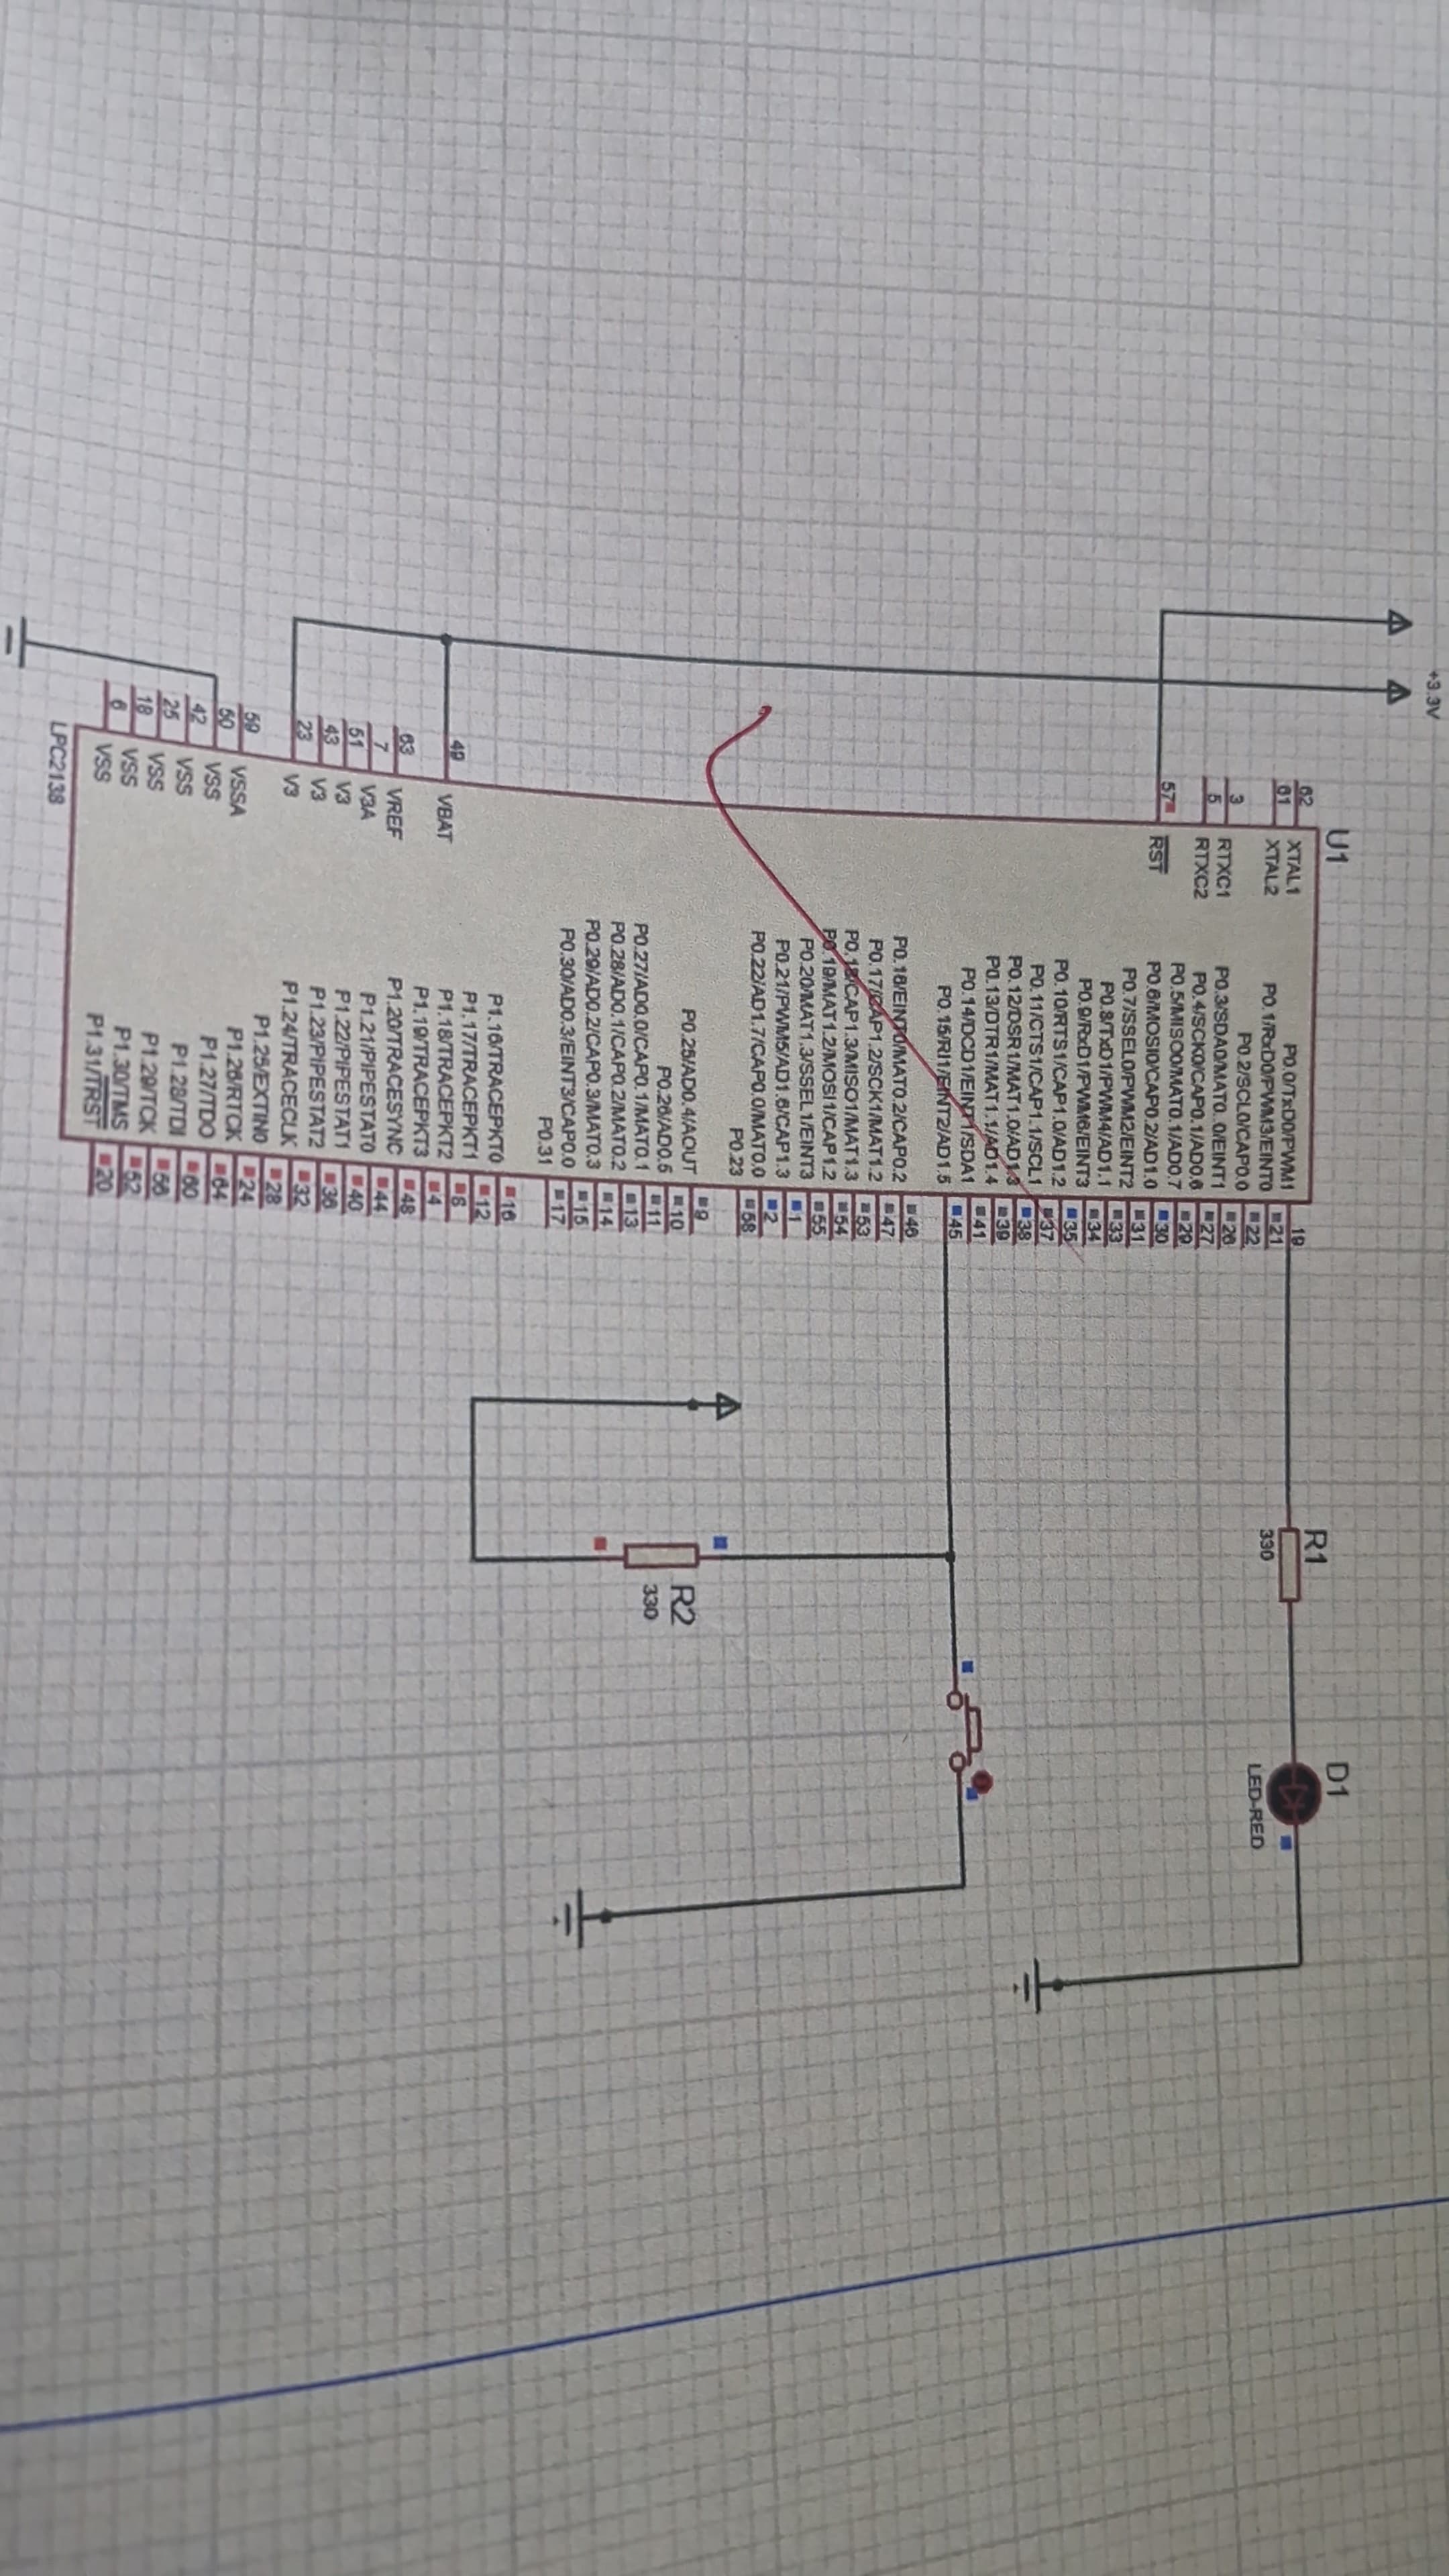 +3.3V
U1
62 XTAL1
61 XTAL2
3 RTXC1
5 RTXC2
57 RST
49 VBAT
63 VREF
7 V3A
51 V3
43 V3
23 V3
59 VSSA
50 VSS
42 VSS
25 VSS
18 VSS
6 VSS
LPC2138
P0.0/TxD0/PWM1 19
P0.1/RxD0/PWM3/EINT0 21
P0.2/SCL0/CAP0.0 22
P0.3/SDA0/MAT0.0/EINT1 26
P0.4/SCK0/CAP0.1/AD0.6 27
P0.5/MISO0/MAT0.1/AD0.7 29
P0.6/MOSI0/CAP0.2/AD1.0 30
P0.7/SSEL0/PWM2/EINT2 31
P0.8/TxD1/PWM4/AD1.1 33
P0.9/RxD1/PWM6/EINT3 34
P0.10/RTS1/CAP1.0/AD1.2 35
P0.11/CTS1/CAP1.1/SCL1 37
P0.12/DSR1/MAT1.0/AD1.3 38
P0.13/DTR1/MAT1.1/AD1.4 39
P0.14/DCD1/EINT1/SDA1 41
P0.15/RI1/EINT2/AD1.5 45
P0.16/EINT0/MAT0.2/CAP0.2 46
P0.17/CAP1.2/SCK1/MAT1.2 47
P0.18/CAP1.3/MISO1/MAT1.3 53
P0.19/MAT1.2/MOSI1/CAP1.2 54
P0.20/MAT1.3/SSEL1/EINT3 55
P0.21/PWM5/AD1.6/CAP1.3 1
P0.22/AD1.7/CAP0.0/MAT0.0 2
P0.23 58
P0.25/AD0.4/AOUT 9
P0.26/AD0.5 10
P0.27/AD0.0/CAP0.1/MAT0.1 11
P0.28/AD0.1/CAP0.2/MAT0.2 13
P0.29/AD0.2/CAP0.3/MAT0.3 14
P0.30/AD0.3/EINT3/CAP0.0 15
P0.31 17
P1.16/TRACEPKT0 16
P1.17/TRACEPKT1 12
P1.18/TRACEPKT2 8
P1.19/TRACEPKT3 4
P1.20/TRACESYNC 48
P1.21/PIPESTAT0 44
P1.22/PIPESTAT1 40
P1.23/PIPESTAT2 36
P1.24/TRACECLK 32
P1.25/EXTIN0 28
P1.26/RTCK 24
P1.27/TDO 64
P1.28/TDI 60
P1.29/TCK 56
P1.30/TMS 52
P1.31/TRST 20
R1
330
D1
LED-RED
R2
330